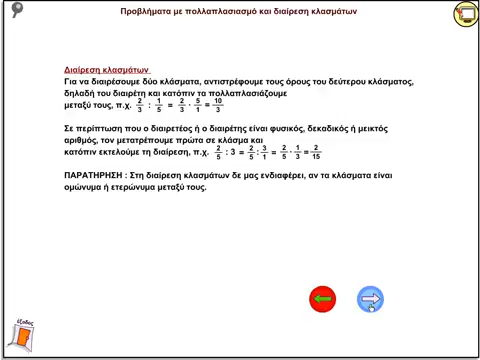 Προβλήματα με πολλαπλασιασμό και διαίρεση κλασμάτων
Διαίρεση κλασμάτων
Για να διαιρέσουμε δύο κλάσματα, αντιστρέφουμε τους όρους του δεύτερου κλάσματος,
δηλαδή του διαιρέτη και κατόπιν τα πολλαπλασιάζουμε
μεταξύ τους, π.χ. 2/3 : 1/5 = 2/3 · 5/1 = 10/3
Σε περίπτωση που ο διαιρετέος ή ο διαιρέτης είναι φυσικός, δεκαδικός ή μεικτός
αριθμός, τον μετατρέπουμε πρώτα σε κλάσμα και
κατόπιν εκτελούμε τη διαίρεση, π.χ. 2/5 : 3 = 2/5 : 3/1 = 2/5 · 1/3 = 2/15
ΠΑΡΑΤΗΡΗΣΗ : Στη διαίρεση κλασμάτων δε μας ενδιαφέρει, αν τα κλάσματα είναι
ομώνυμα ή ετερώνυμα μεταξύ τους.
έξοδος